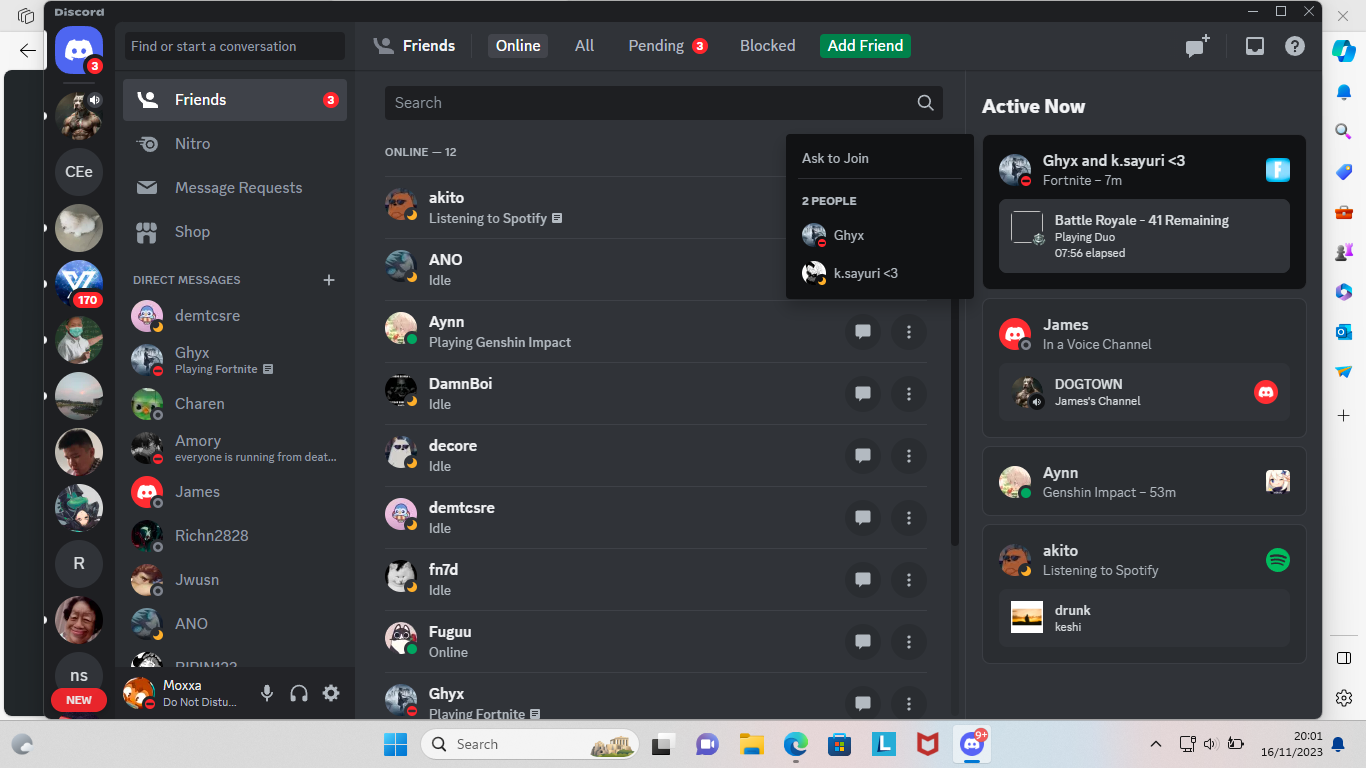 Discord
3
CEe
170
R
ns
NEW
Find or start a conversation
Friends
3
Nitro
Message Requests
Shop
DIRECT MESSAGES
demtcsre
Ghyx
Playing Fortnite
Charen
Amory
everyone is running from deat...
James
Richn2828
Jwusn
ANO
Moxxa
Do Not Distu...
Friends
Online
All
Pending
3
Blocked
Add Friend
Search
ONLINE — 12
akito
Listening to Spotify
ANO
Idle
Aynn
Playing Genshin Impact
DamnBoi
Idle
decore
Idle
demtcsre
Idle
fn7d
Idle
Fuguu
Online
Ghyx
Playing Fortnite
Ask to Join
2 PEOPLE
Ghyx
k.sayuri <3
Active Now
Ghyx and k.sayuri <3
Fortnite – 7m
Battle Royale - 41 Remaining
Playing Duo
07:56 elapsed
James
In a Voice Channel
DOGTOWN
James's Channel
Aynn
Genshin Impact – 53m
akito
Listening to Spotify
drunk
keshi
Search
9+
20:01
16/11/2023